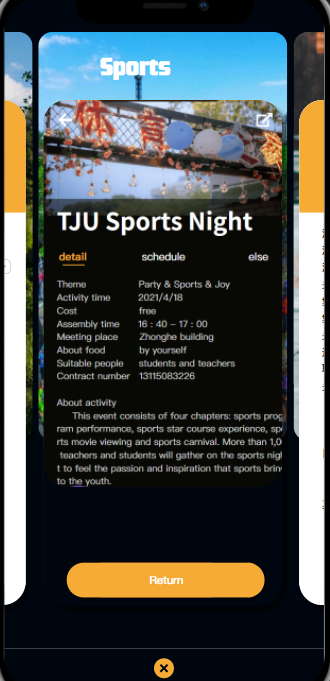 Sports
体育
TJU Sports Night
detail schedule else
Theme Party & Sports & Joy
Activity time 2021/4/18
Cost free
Assembly time 16 : 40 – 17 : 00
Meeting place Zhonghe building
About food by yourself
Suitable people students and teachers
Contract number 13115083226
About activity
This event consists of four chapters: sports prog
ram performance, sports star course experience, spo
rts movie viewing and sports carnival. More than 1,0
teachers and students will gather on the sports nigh
t to feel the passion and inspiration that sports brin
to the youth.
Return